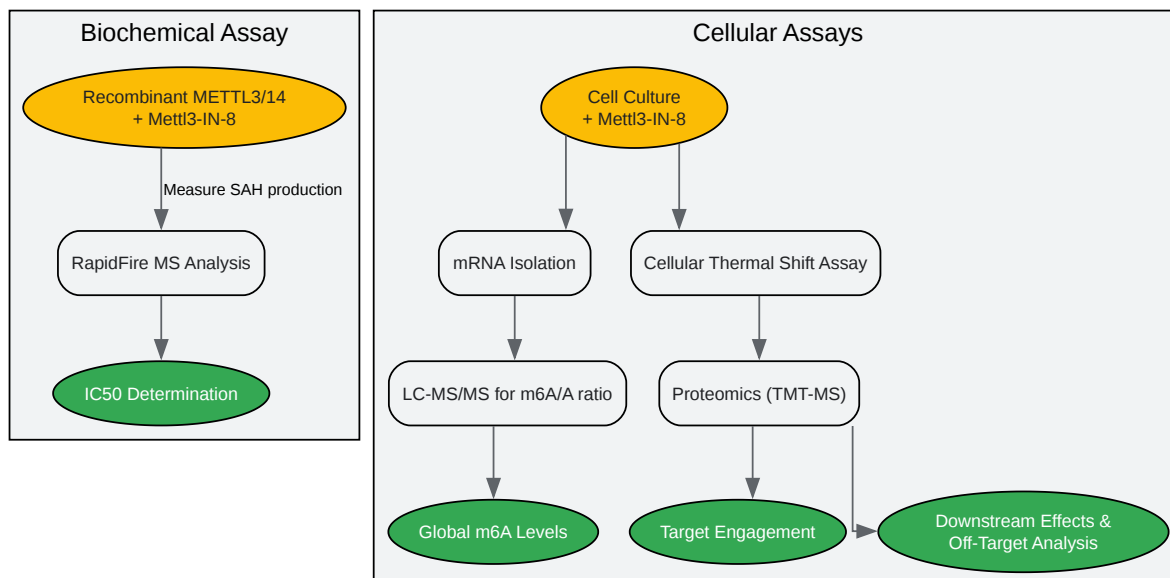 Biochemical Assay
Recombinant METTL3/14
+ Mettl3-IN-8
Measure SAH production
RapidFire MS Analysis
IC50 Determination
Cellular Assays
Cell Culture
+ Mettl3-IN-8
mRNA Isolation
Cellular Thermal Shift Assay
LC-MS/MS for m6A/A ratio
Proteomics (TMT-MS)
Global m6A Levels
Target Engagement
Downstream Effects &
Off-Target Analysis